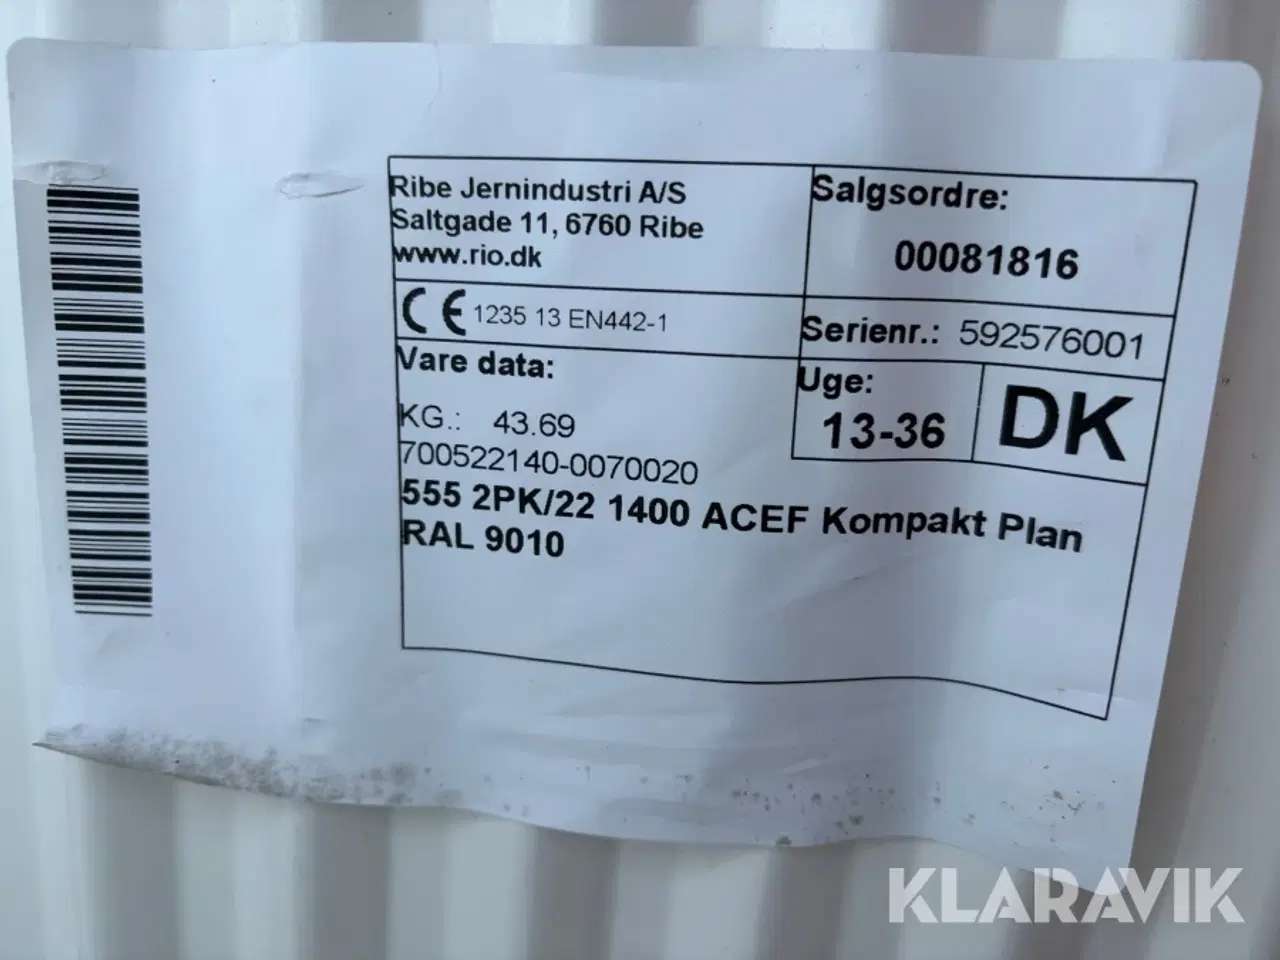 Ribe Jernindustri A/S
Saltgade 11, 6760 Ribe
www.rio.dk
Salgsordre:
00081816
CE 1235 13 EN442-1
Serienr.: 592576001
Vare data:
Uge:
13-36
DK
KG.: 43.69
700522140-0070020
555 2PK/22 1400 ACEF Kompakt Plan
RAL 9010
KLARAVIK